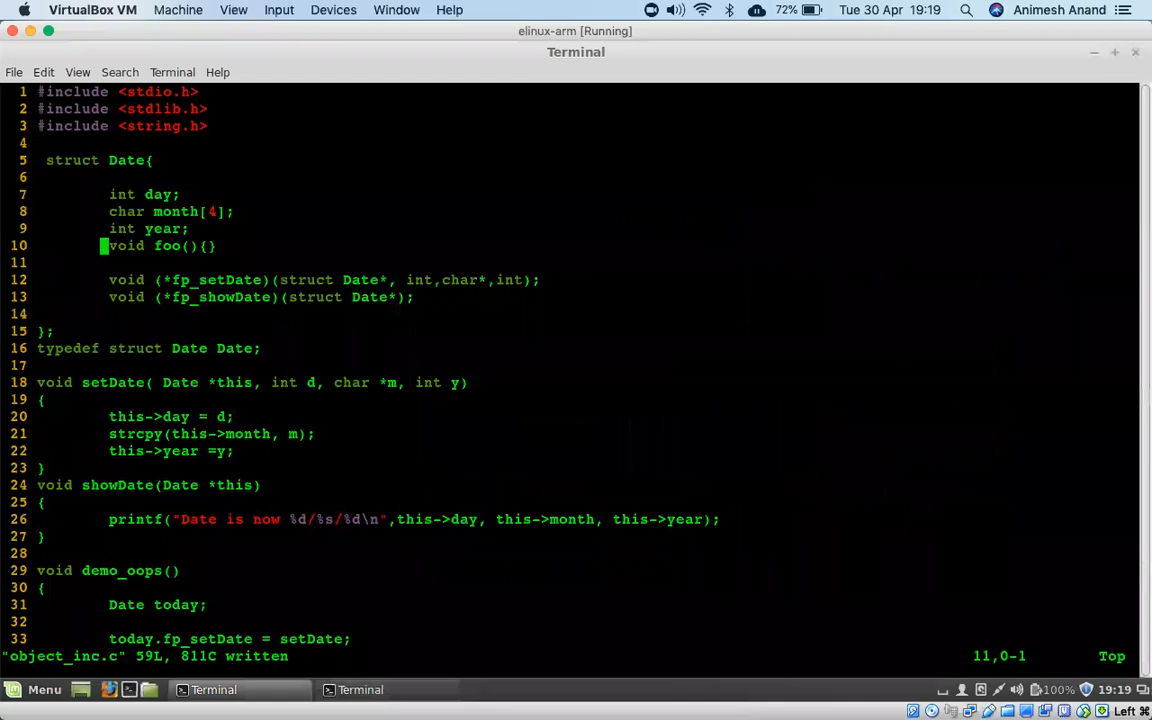 VirtualBox VM Machine View Input Devices Window Help 72% Tue 30 Apr 19:19 Animesh Anand
elinux-arm [Running]
Terminal
File Edit View Search Terminal Help
1 #include <stdio.h>
2 #include <stdlib.h>
3 #include <string.h>
4
5 struct Date{
6
7 int day;
8 char month[4];
9 int year;
10 void foo(){}
11
12 void (*fp_setDate)(struct Date*, int,char*,int);
13 void (*fp_showDate)(struct Date*);
14
15 };
16 typedef struct Date Date;
17
18 void setDate( Date *this, int d, char *m, int y)
19 {
20 this->day = d;
21 strcpy(this->month, m);
22 this->year =y;
23 }
24 void showDate(Date *this)
25 {
26 printf("Date is now %d/%s/%d\n",this->day, this->month, this->year);
27 }
28
29 void demo_oops()
30 {
31 Date today;
32
33 today.fp_setDate = setDate;
"object_inc.c" 59L, 811C written 11,0-1 Top
Menu Terminal Terminal 100% 19:19
Left ⌘